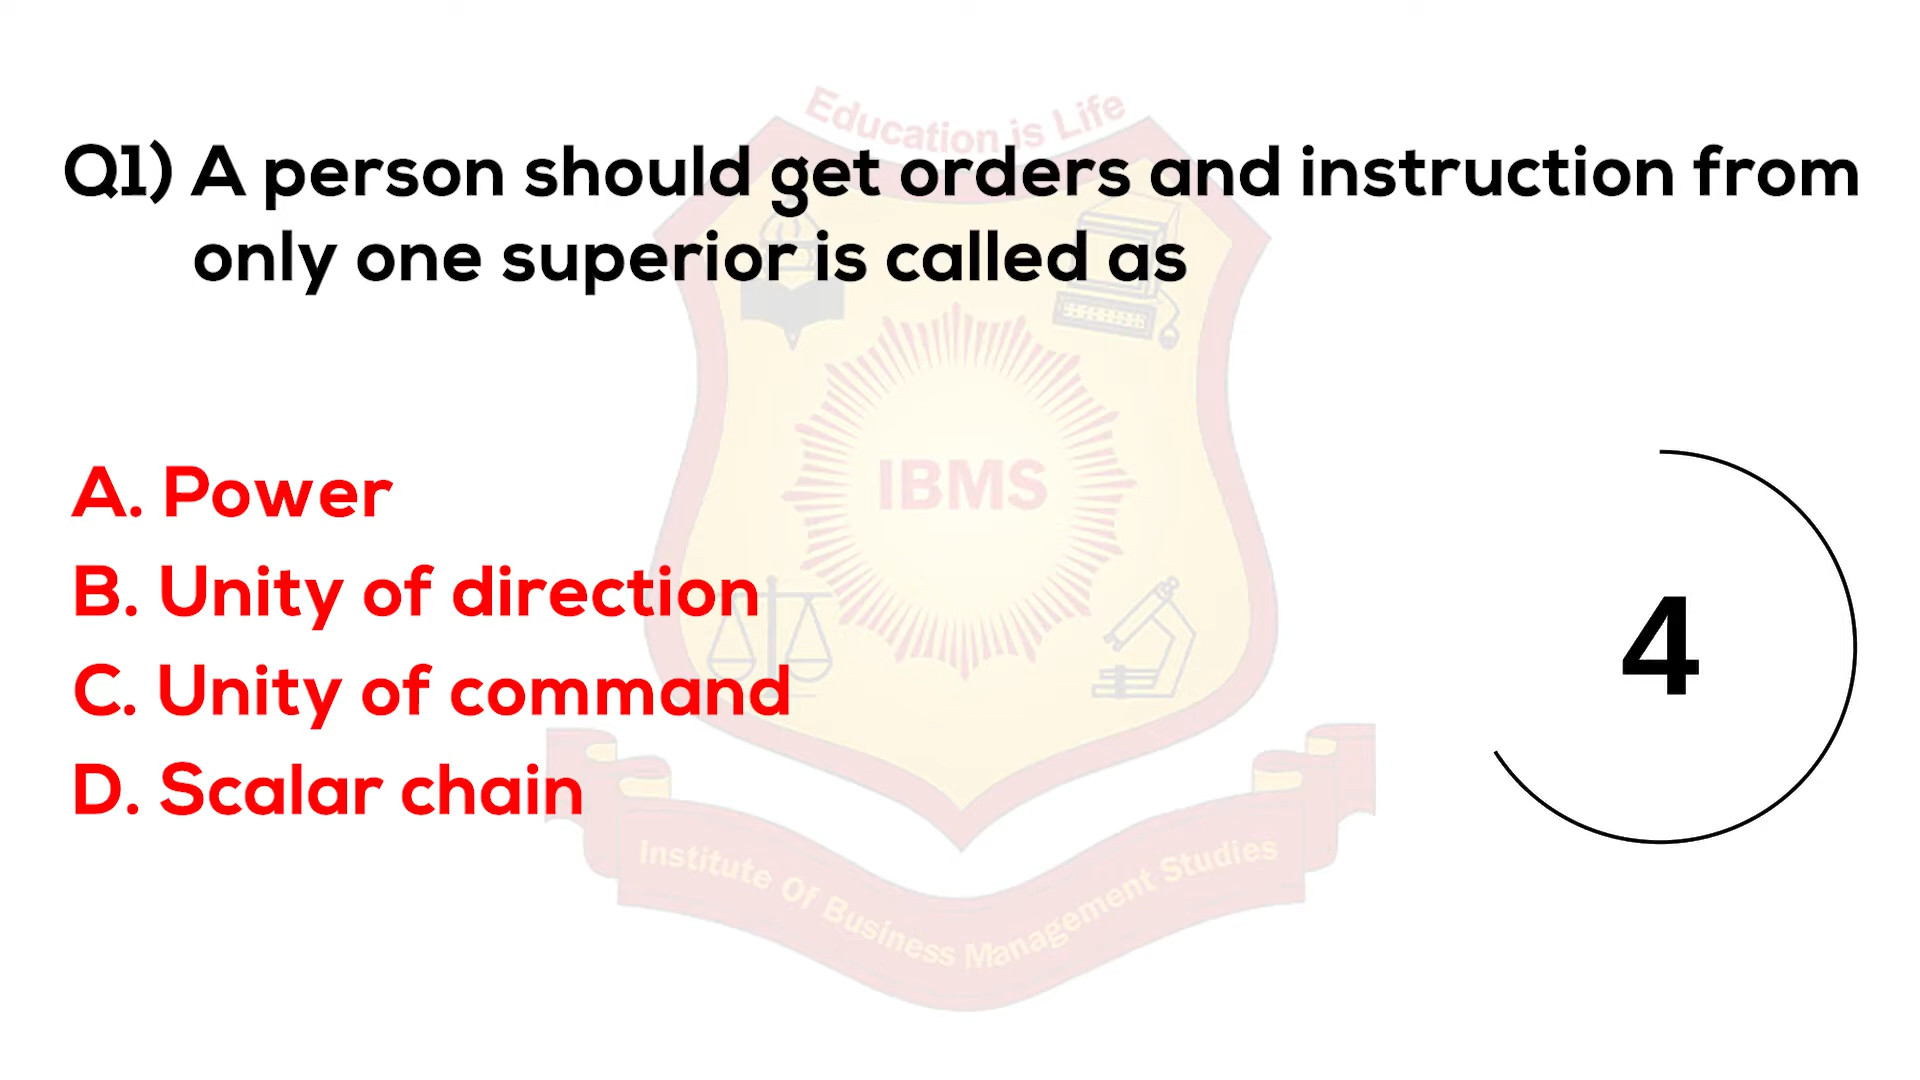 Education is Life
Q1) A person should get orders and instruction from
only one superior is called as
IBMS
A. Power
B. Unity of direction
C. Unity of command
D. Scalar chain
4
Institute Of Business Management Studies